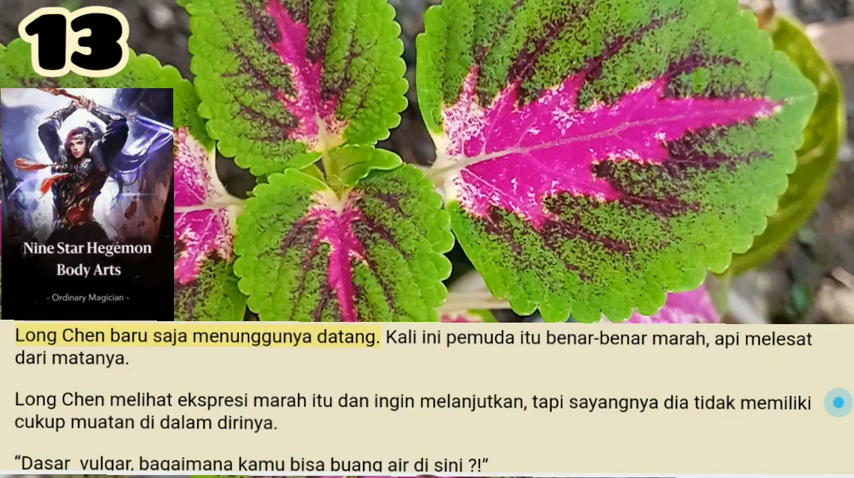 13
Nine Star Hegemon
Body Arts
- Ordinary Magician -
Long Chen baru saja menunggunya datang. Kali ini pemuda itu benar-benar marah, api melesat
dari matanya.
Long Chen melihat ekspresi marah itu dan ingin melanjutkan, tapi sayangnya dia tidak memiliki
cukup muatan di dalam dirinya.
“Dasar vulgar, bagaimana kamu bisa buang air di sini ?!”